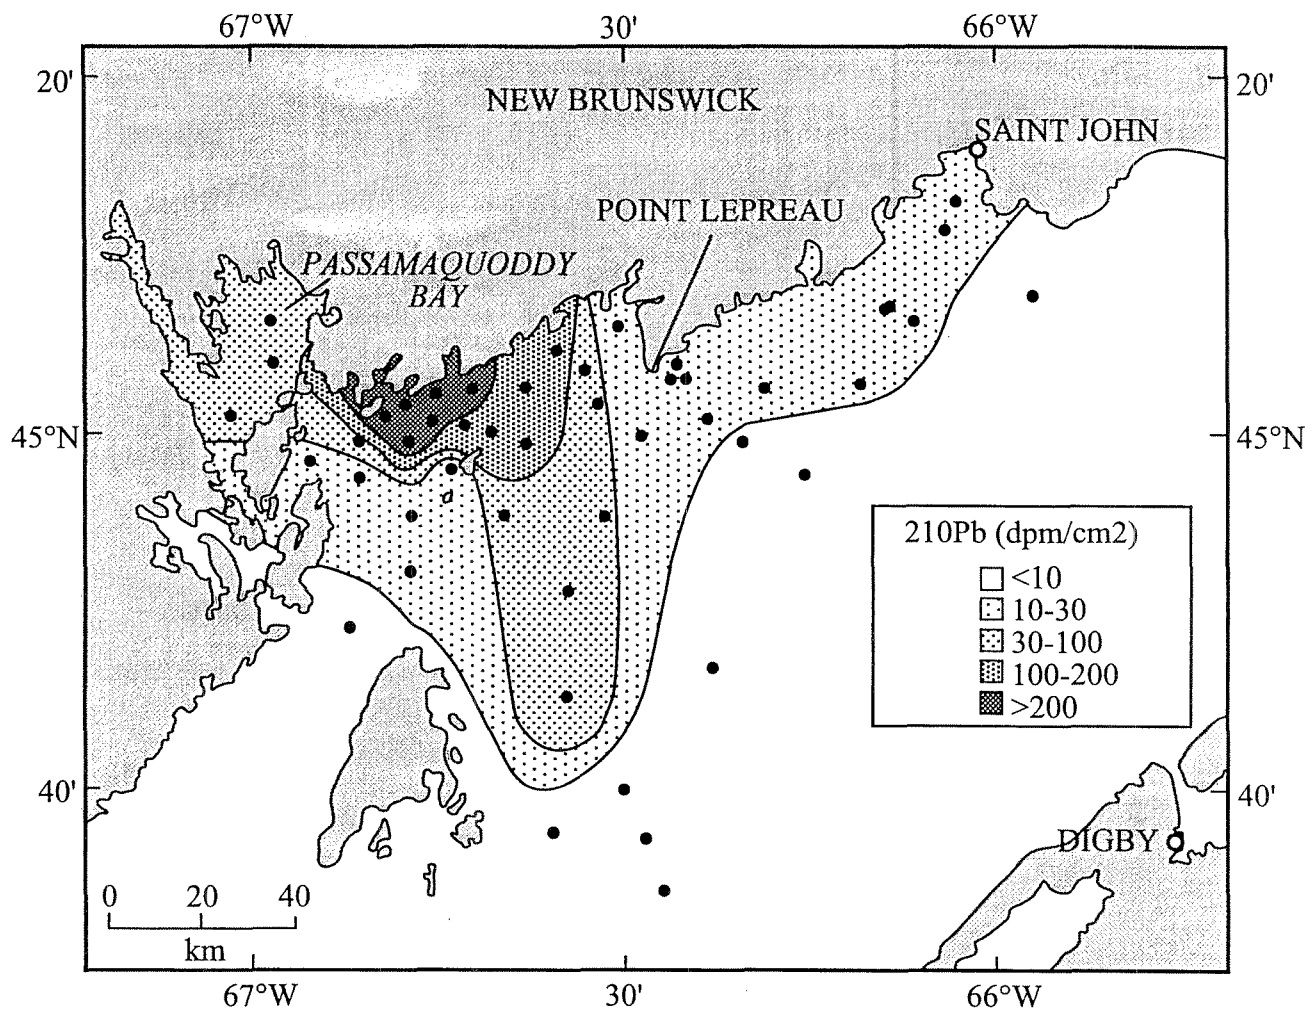 67°W 30' 66°W
20' 20'
NEW BRUNSWICK
SAINT JOHN
POINT LEPREAU
PASSAMAQUODDY
BAY
45°N 45°N
210Pb (dpm/cm2)
<10
10-30
30-100
100-200
>200
40' 40'
DIGBY
0 20 40
km
67°W 30' 66°W